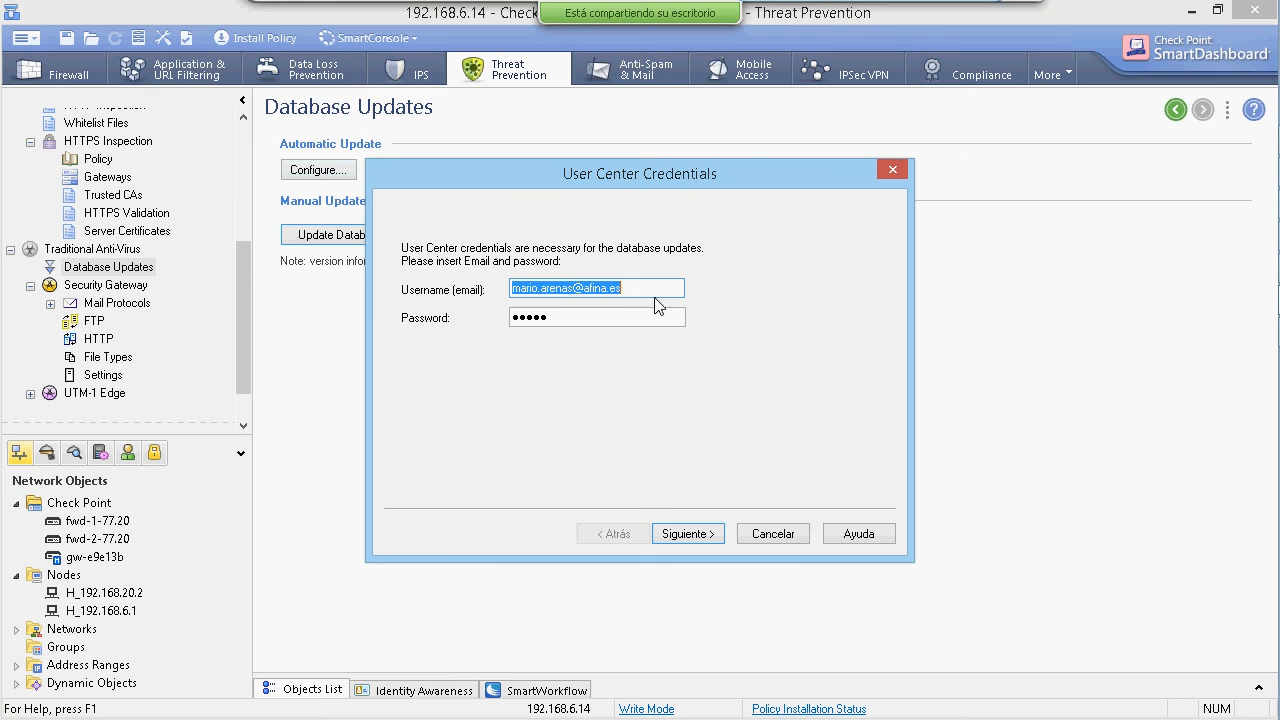 192.168.6.14 - Check
Está compartiendo su escritorio
- Threat Prevention
Install Policy
SmartConsole
Check Point
SmartDashboard
Firewall
Application &
URL Filtering
Data Loss
Prevention
IPS
Threat
Prevention
Anti-Spam
& Mail
Mobile
Access
IPSec VPN
Compliance
More
Whitelist Files
HTTPS Inspection
Policy
Gateways
Trusted CAs
HTTPS Validation
Server Certificates
Traditional Anti-Virus
Database Updates
Security Gateway
Mail Protocols
FTP
HTTP
File Types
Settings
UTM-1 Edge
Network Objects
Check Point
fwd-1-77.20
fwd-2-77.20
gw-e9e13b
Nodes
H_192.168.20.2
H_192.168.6.1
Networks
Groups
Address Ranges
Dynamic Objects
Database Updates
Automatic Update
Configure....
Manual Update
Update Datab
Note: version infor
User Center Credentials
User Center credentials are necessary for the database updates.
Please insert Email and password:
Username (email):
mario.arenas@afina.es
Password:
< Atrás
Siguiente >
Cancelar
Ayuda
Objects List
Identity Awareness
SmartWorkflow
For Help, press F1
192.168.6.14
Write Mode
Policy Installation Status
NUM